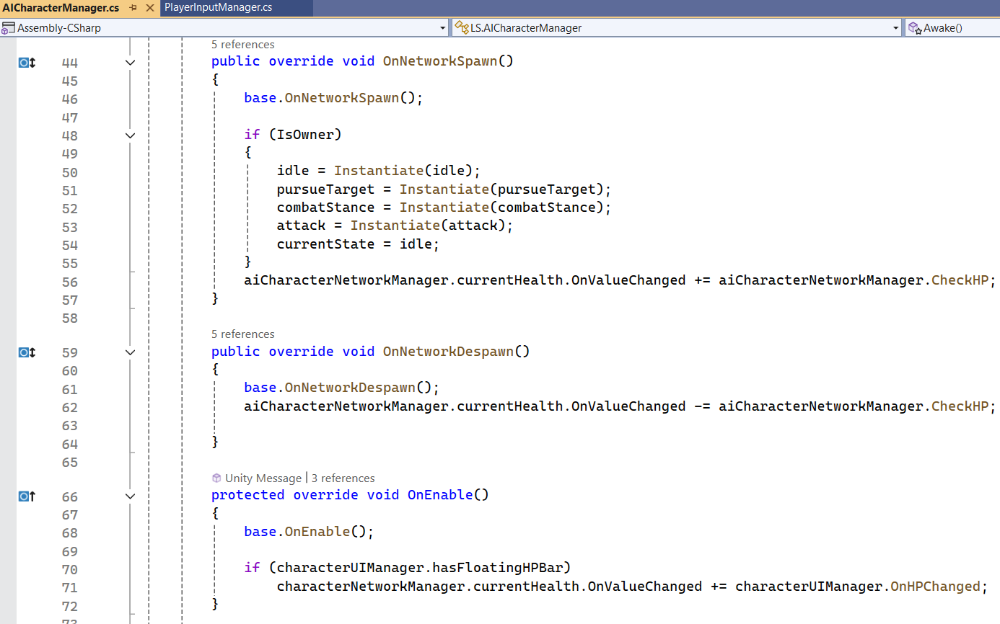 AICharacterManager.cs PlayerInputManager.cs
Assembly-CSharp LS.AICharacterManager Awake()
5 references
44 public override void OnNetworkSpawn()
45 {
46 base.OnNetworkSpawn();
47
48 if (IsOwner)
49 {
50 idle = Instantiate(idle);
51 pursueTarget = Instantiate(pursueTarget);
52 combatStance = Instantiate(combatStance);
53 attack = Instantiate(attack);
54 currentState = idle;
55 }
56 aiCharacterNetworkManager.currentHealth.OnValueChanged += aiCharacterNetworkManager.CheckHP;
57 }
58
5 references
59 public override void OnNetworkDespawn()
60 {
61 base.OnNetworkDespawn();
62 aiCharacterNetworkManager.currentHealth.OnValueChanged -= aiCharacterNetworkManager.CheckHP;
63
64 }
65
Unity Message | 3 references
66 protected override void OnEnable()
67 {
68 base.OnEnable();
69
70 if (characterUIManager.hasFloatingHPBar)
71 characterNetworkManager.currentHealth.OnValueChanged += characterUIManager.OnHPChanged;
72 }
73